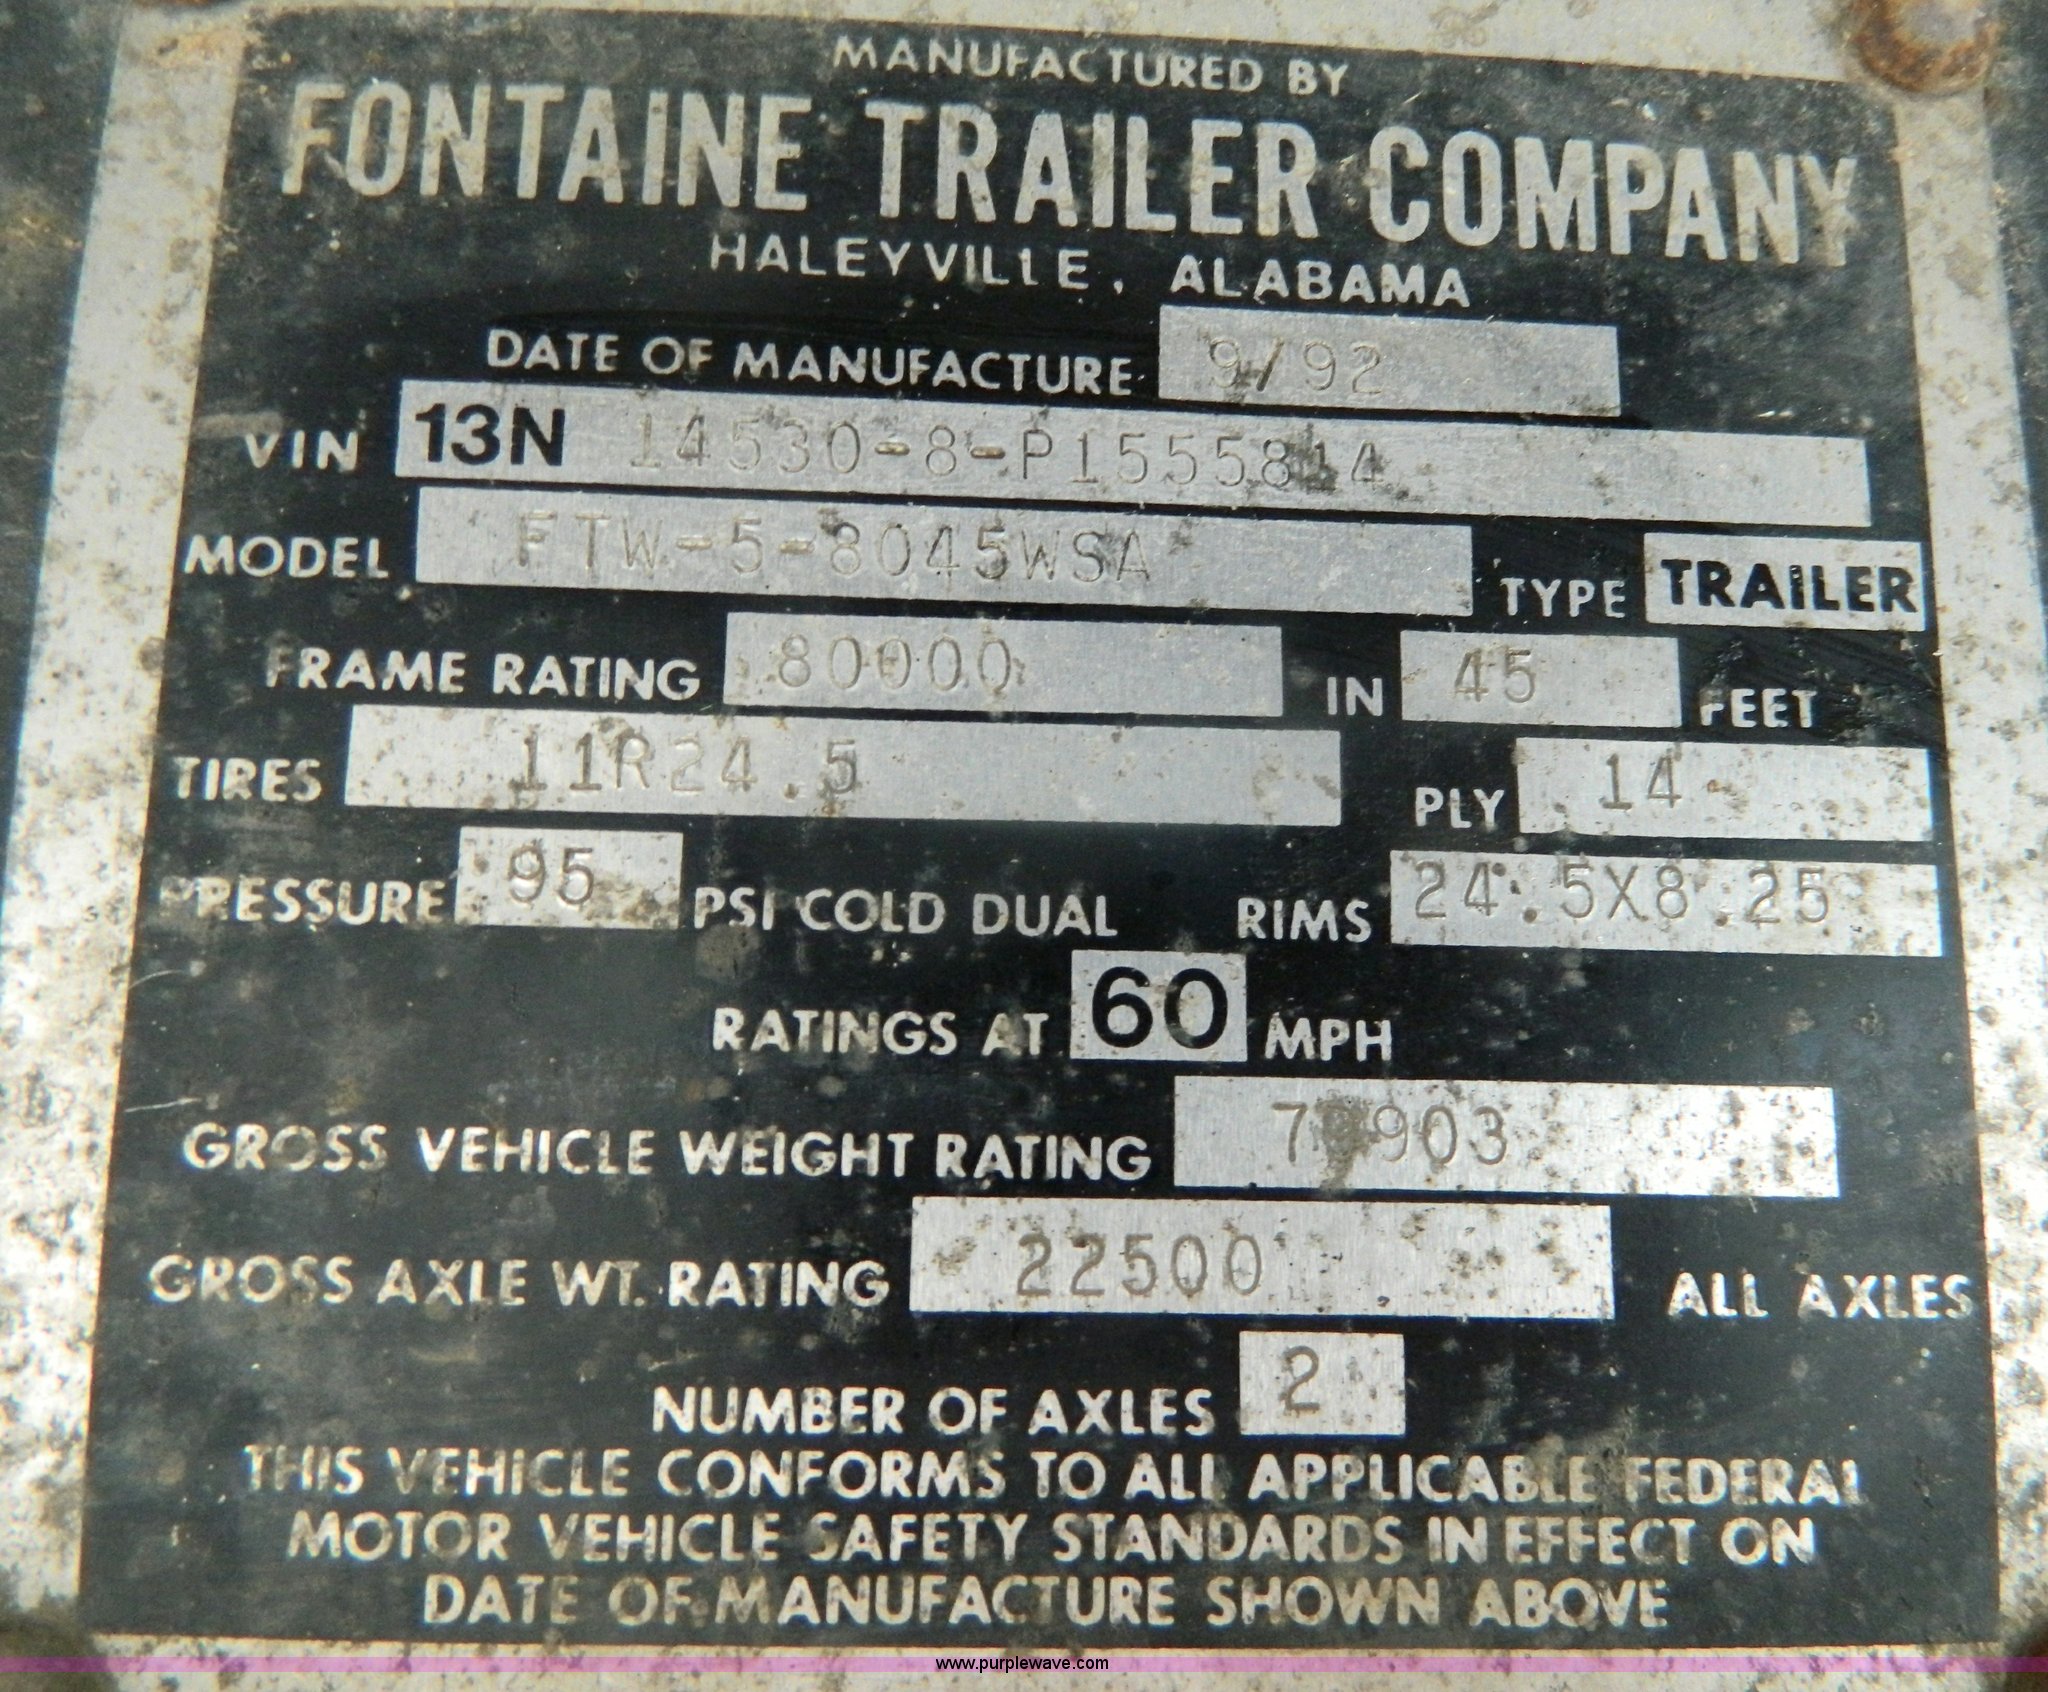 MANUFACTURED BY
FONTAINE TRAILER COMPANY
HALEYVILLE, ALABAMA
DATE OF MANUFACTURE 9/92
VIN 13N 14530-8-P1555814
MODEL FTW-5-8045WSA TYPE TRAILER
FRAME RATING 80000 IN 45 FEET
TIRES 11R24.5 PLY 14
PRESSURE 95 PSI COLD DUAL RIMS 24.5X8.25
RATINGS AT 60 MPH
GROSS VEHICLE WEIGHT RATING
GROSS AXLE WT. RATING 22500 ALL AXLES
NUMBER OF AXLES 2
THIS VEHICLE CONFORMS TO ALL APPLICABLE FEDERAL
MOTOR VEHICLE SAFETY STANDARDS IN EFFECT ON
DATE OF MANUFACTURE SHOWN ABOVE
www.purplewave.com